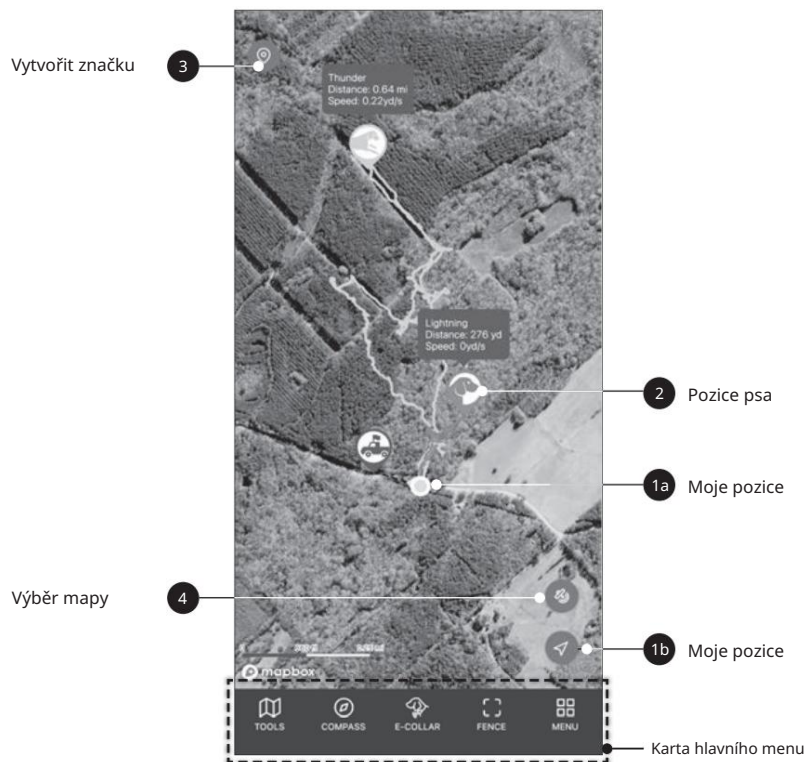 Vytvořit značku
3
Thunder
Distance: 0.64 mi
Speed: 0.22yd/s
Lightning
Distance: 276 yd
Speed: 0yd/s
2
Pozice psa
1a
Moje pozice
Výběr mapy
4
1b
Moje pozice
mapbox
TOOLS
COMPASS
E-COLLAR
FENCE
MENU
Karta hlavního menu